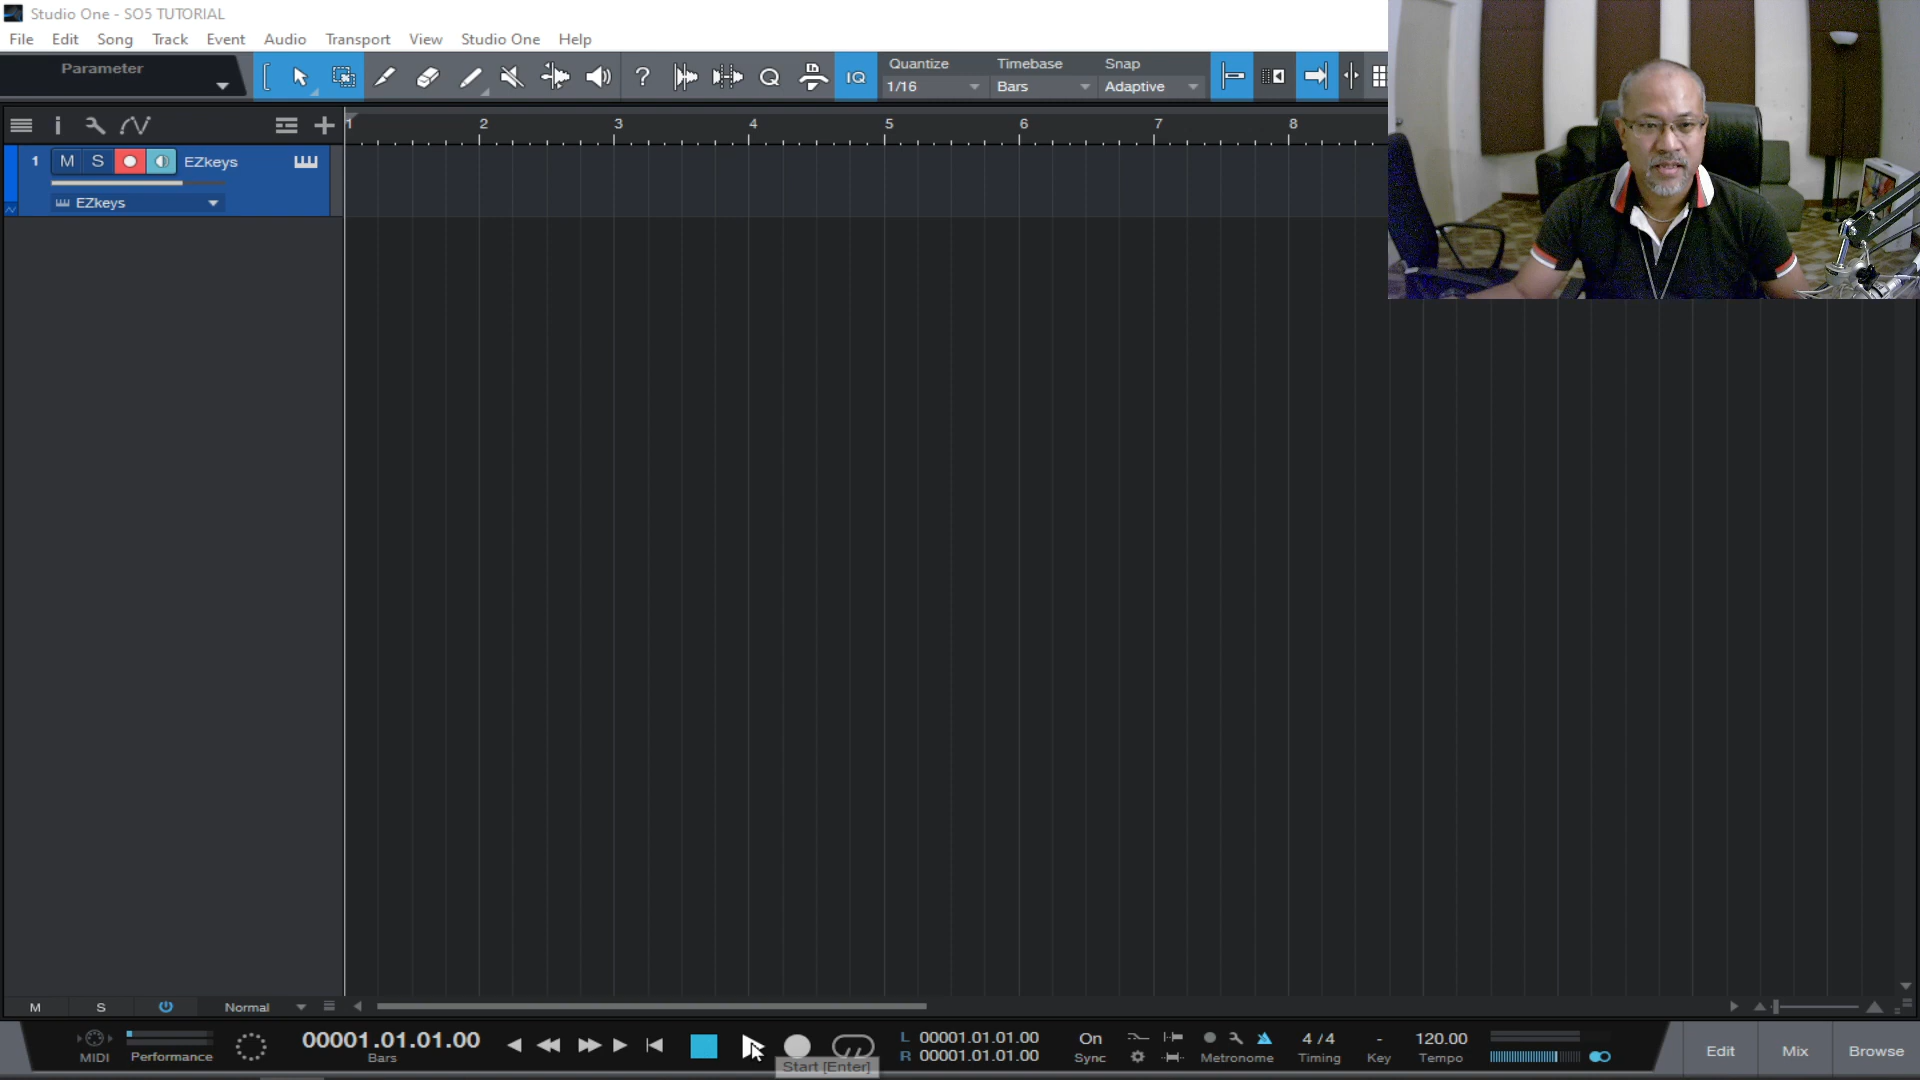 Studio One - SO5 TUTORIAL
File Edit Song Track Event Audio Transport View Studio One Help
Parameter
Quantize Timebase Snap
IQ 1/16 Bars Adaptive
1 2 3 4 5 6 7 8
1 M S EZkeys
EZkeys
M S Normal
00001.01.01.00 L 00001.01.01.00 On 4 / 4 - 120.00
MIDI Performance Bars R 00001.01.01.00 Sync Metronome Timing Key Tempo Edit Mix Browse
Start [Enter]